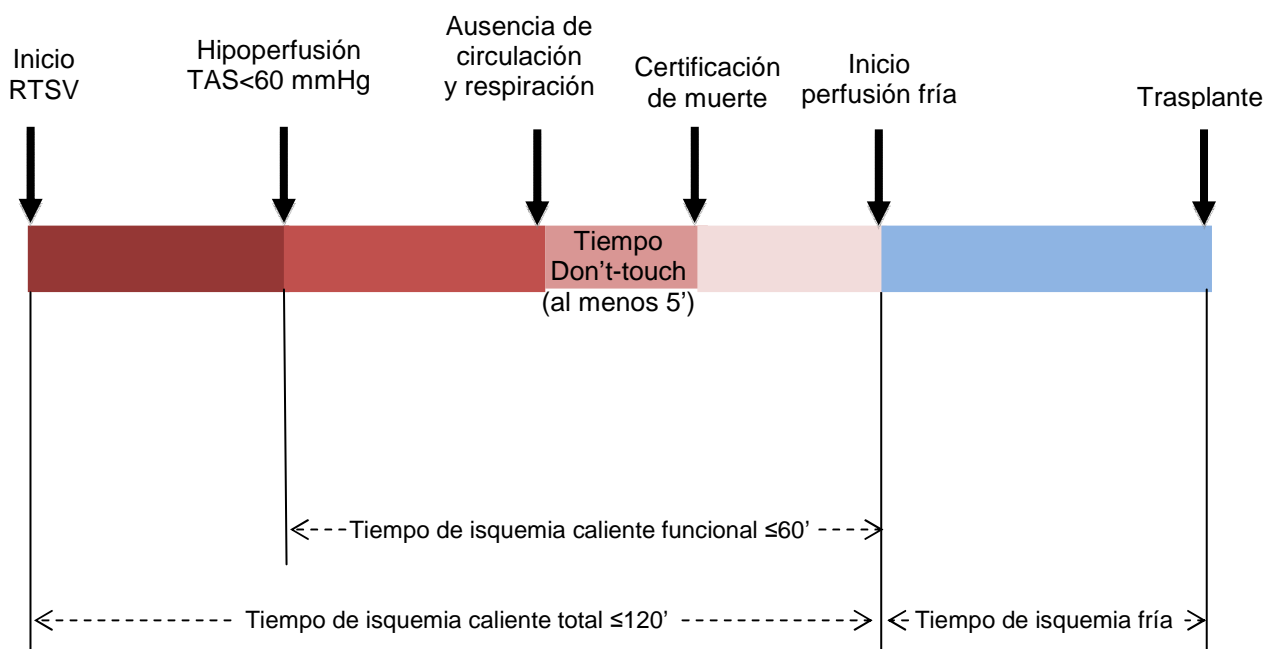 Inicio
RTSV
Hipoperfusión
TAS<60 mmHg
Ausencia de
circulación
y respiración
Certificación
de muerte
Inicio
perfusión fría
Trasplante
Tiempo
Don’t-touch
(al menos 5’)
Tiempo de isquemia caliente funcional ≤60’
Tiempo de isquemia caliente total ≤120’
Tiempo de isquemia fría